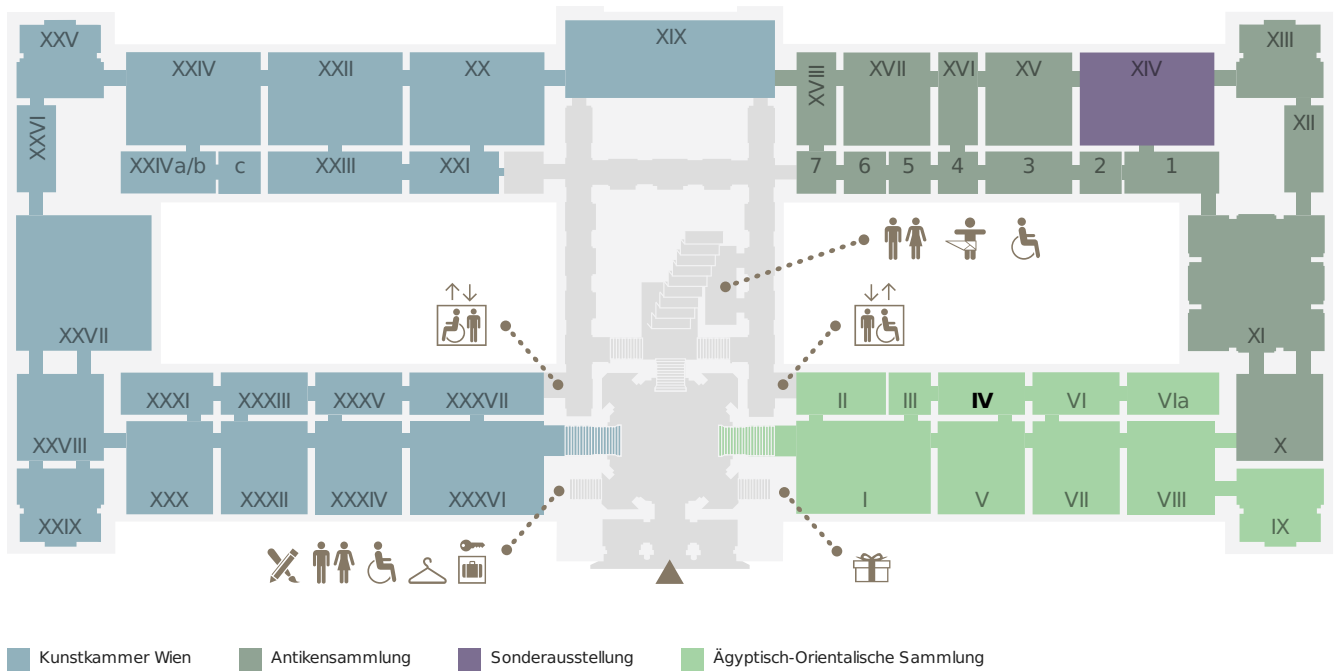 XXV
XIX
XIII
XXIV
XXII
XX
XVIII
XVII
XVI
XV
XIV
XXVI
XII
XXIVa/b
c
XXIII
XXI
7
6
5
4
3
2
1
XXVII
XI
XXXI
XXXIII
XXXV
XXXVII
II
III
IV
VI
VIa
XXVIII
X
XXX
XXXII
XXXIV
XXXVI
I
V
VII
VIII
XXIX
IX
Kunstkammer Wien
Antikensammlung
Sonderausstellung
Ägyptisch-Orientalische Sammlung